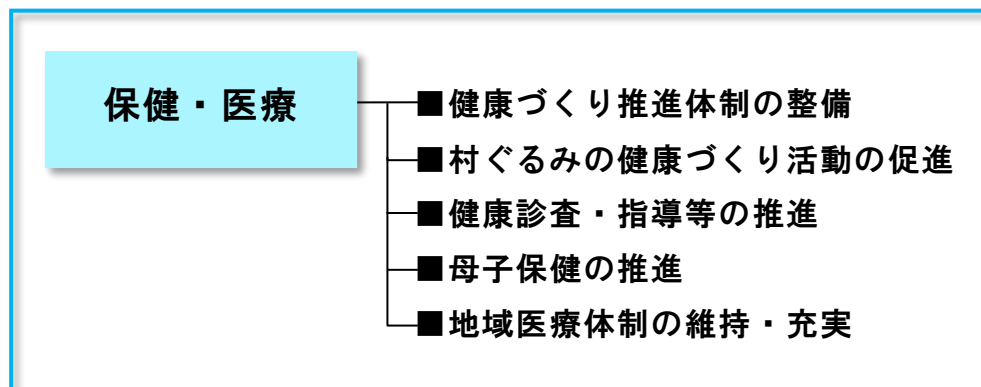 保健・医療
■健康づくり推進体制の整備
■村ぐるみの健康づくり活動の促進
■健康診査・指導等の推進
■母子保健の推進
■地域医療体制の維持・充実